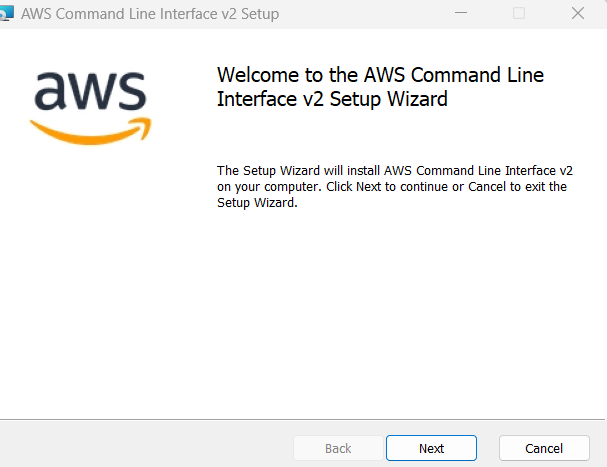 AWS Command Line Interface v2 Setup
aws
Welcome to the AWS Command Line
Interface v2 Setup Wizard
The Setup Wizard will install AWS Command Line Interface v2
on your computer. Click Next to continue or Cancel to exit the
Setup Wizard.
Back
Next
Cancel